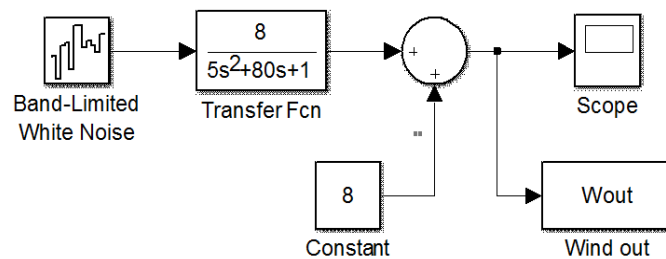 8
5s2+80s+1
Transfer Fcn
Band-Limited
White Noise
+
+
Scope
8
Constant
Wout
Wind out